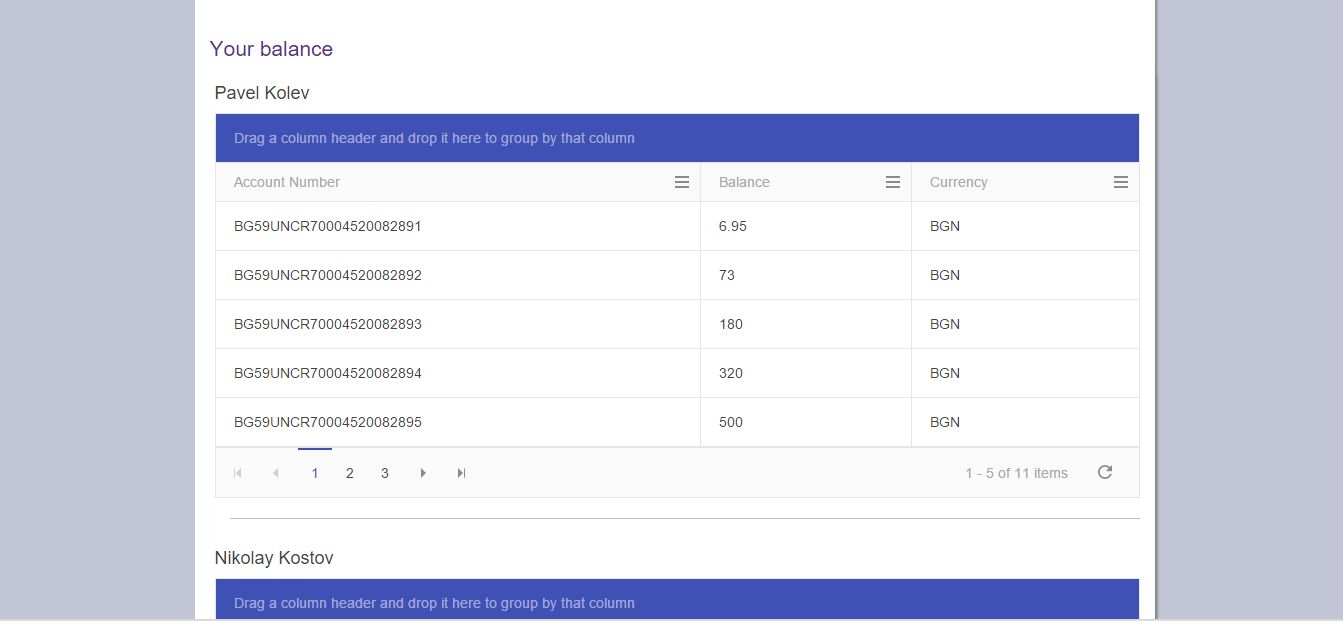 Your balance
Pavel Kolev
Drag a column header and drop it here to group by that column
Account Number Balance Currency
BG59UNCR70004520082891 6.95 BGN
BG59UNCR70004520082892 73 BGN
BG59UNCR70004520082893 180 BGN
BG59UNCR70004520082894 320 BGN
BG59UNCR70004520082895 500 BGN
1 2 3 1 - 5 of 11 items
Nikolay Kostov
Drag a column header and drop it here to group by that column